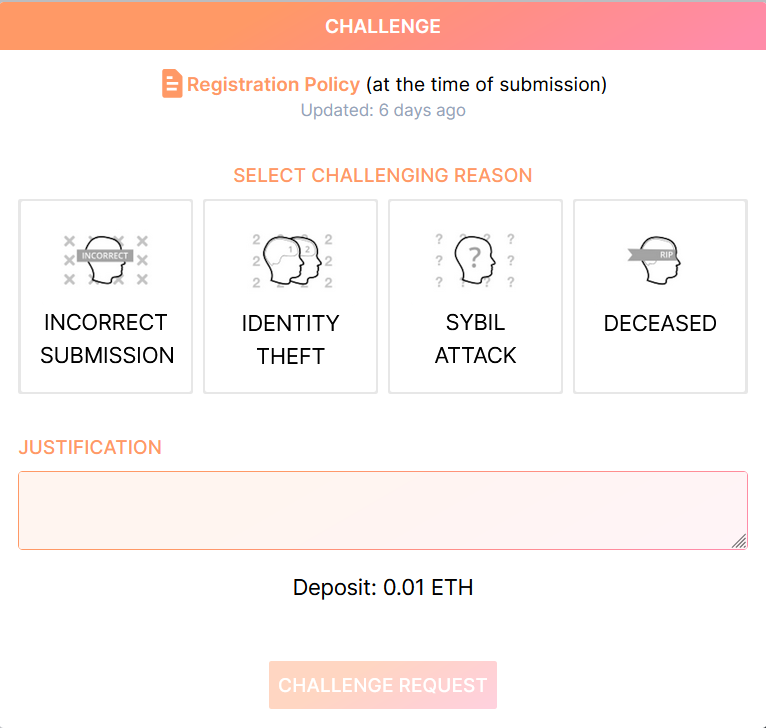 CHALLENGE
Registration Policy (at the time of submission)
Updated: 6 days ago
SELECT CHALLENGING REASON
INCORRECT
INCORRECT
SUBMISSION
2 2
1 2
2 2
2 2
IDENTITY
THEFT
? ? ? ?
?
? ?
? ? ? ?
SYBIL
ATTACK
RIP
DECEASED
JUSTIFICATION
Deposit: 0.01 ETH
CHALLENGE REQUEST